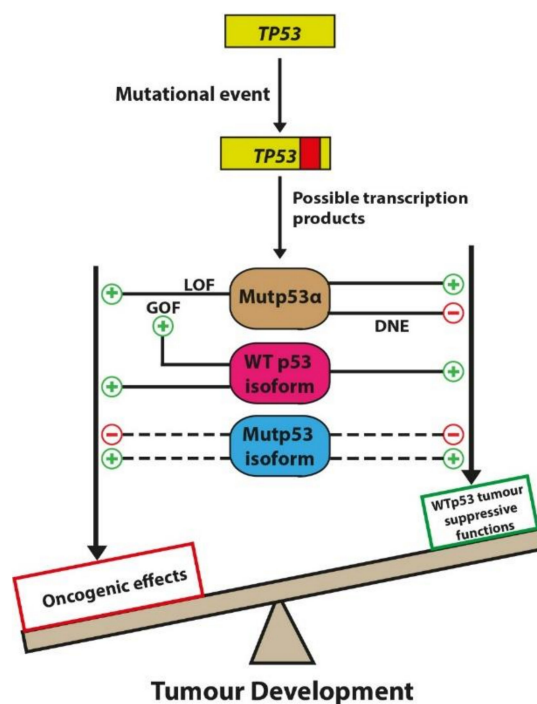 TP53
Mutational event
TP53
Possible transcription
products
LOF
GOF
Mutp53α
DNE
WT p53
isoform
Mutp53
isoform
WTp53 tumour
suppressive
functions
Oncogenic effects
Tumour Development